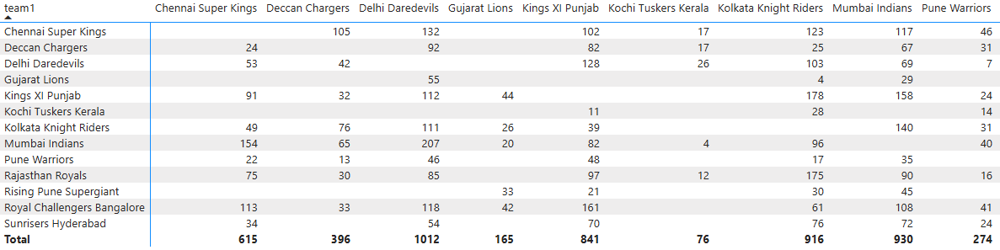 team1 Chennai Super Kings Deccan Chargers Delhi Daredevils Gujarat Lions Kings XI Punjab Kochi Tuskers Kerala Kolkata Knight Riders Mumbai Indians Pune Warriors
Chennai Super Kings 105 132 102 17 123 117 46
Deccan Chargers 24 92 82 17 25 67 31
Delhi Daredevils 53 42 128 26 103 69 7
Gujarat Lions 55 4 29
Kings XI Punjab 91 32 112 44 178 158 24
Kochi Tuskers Kerala 11 28 14
Kolkata Knight Riders 49 76 111 26 39 140 31
Mumbai Indians 154 65 207 20 82 4 96 40
Pune Warriors 22 13 46 48 17 35
Rajasthan Royals 75 30 85 97 12 175 90 16
Rising Pune Supergiant 33 21 30 45
Royal Challengers Bangalore 113 33 118 42 161 61 108 41
Sunrisers Hyderabad 34 54 70 76 72 24
Total 615 396 1012 165 841 76 916 930 274